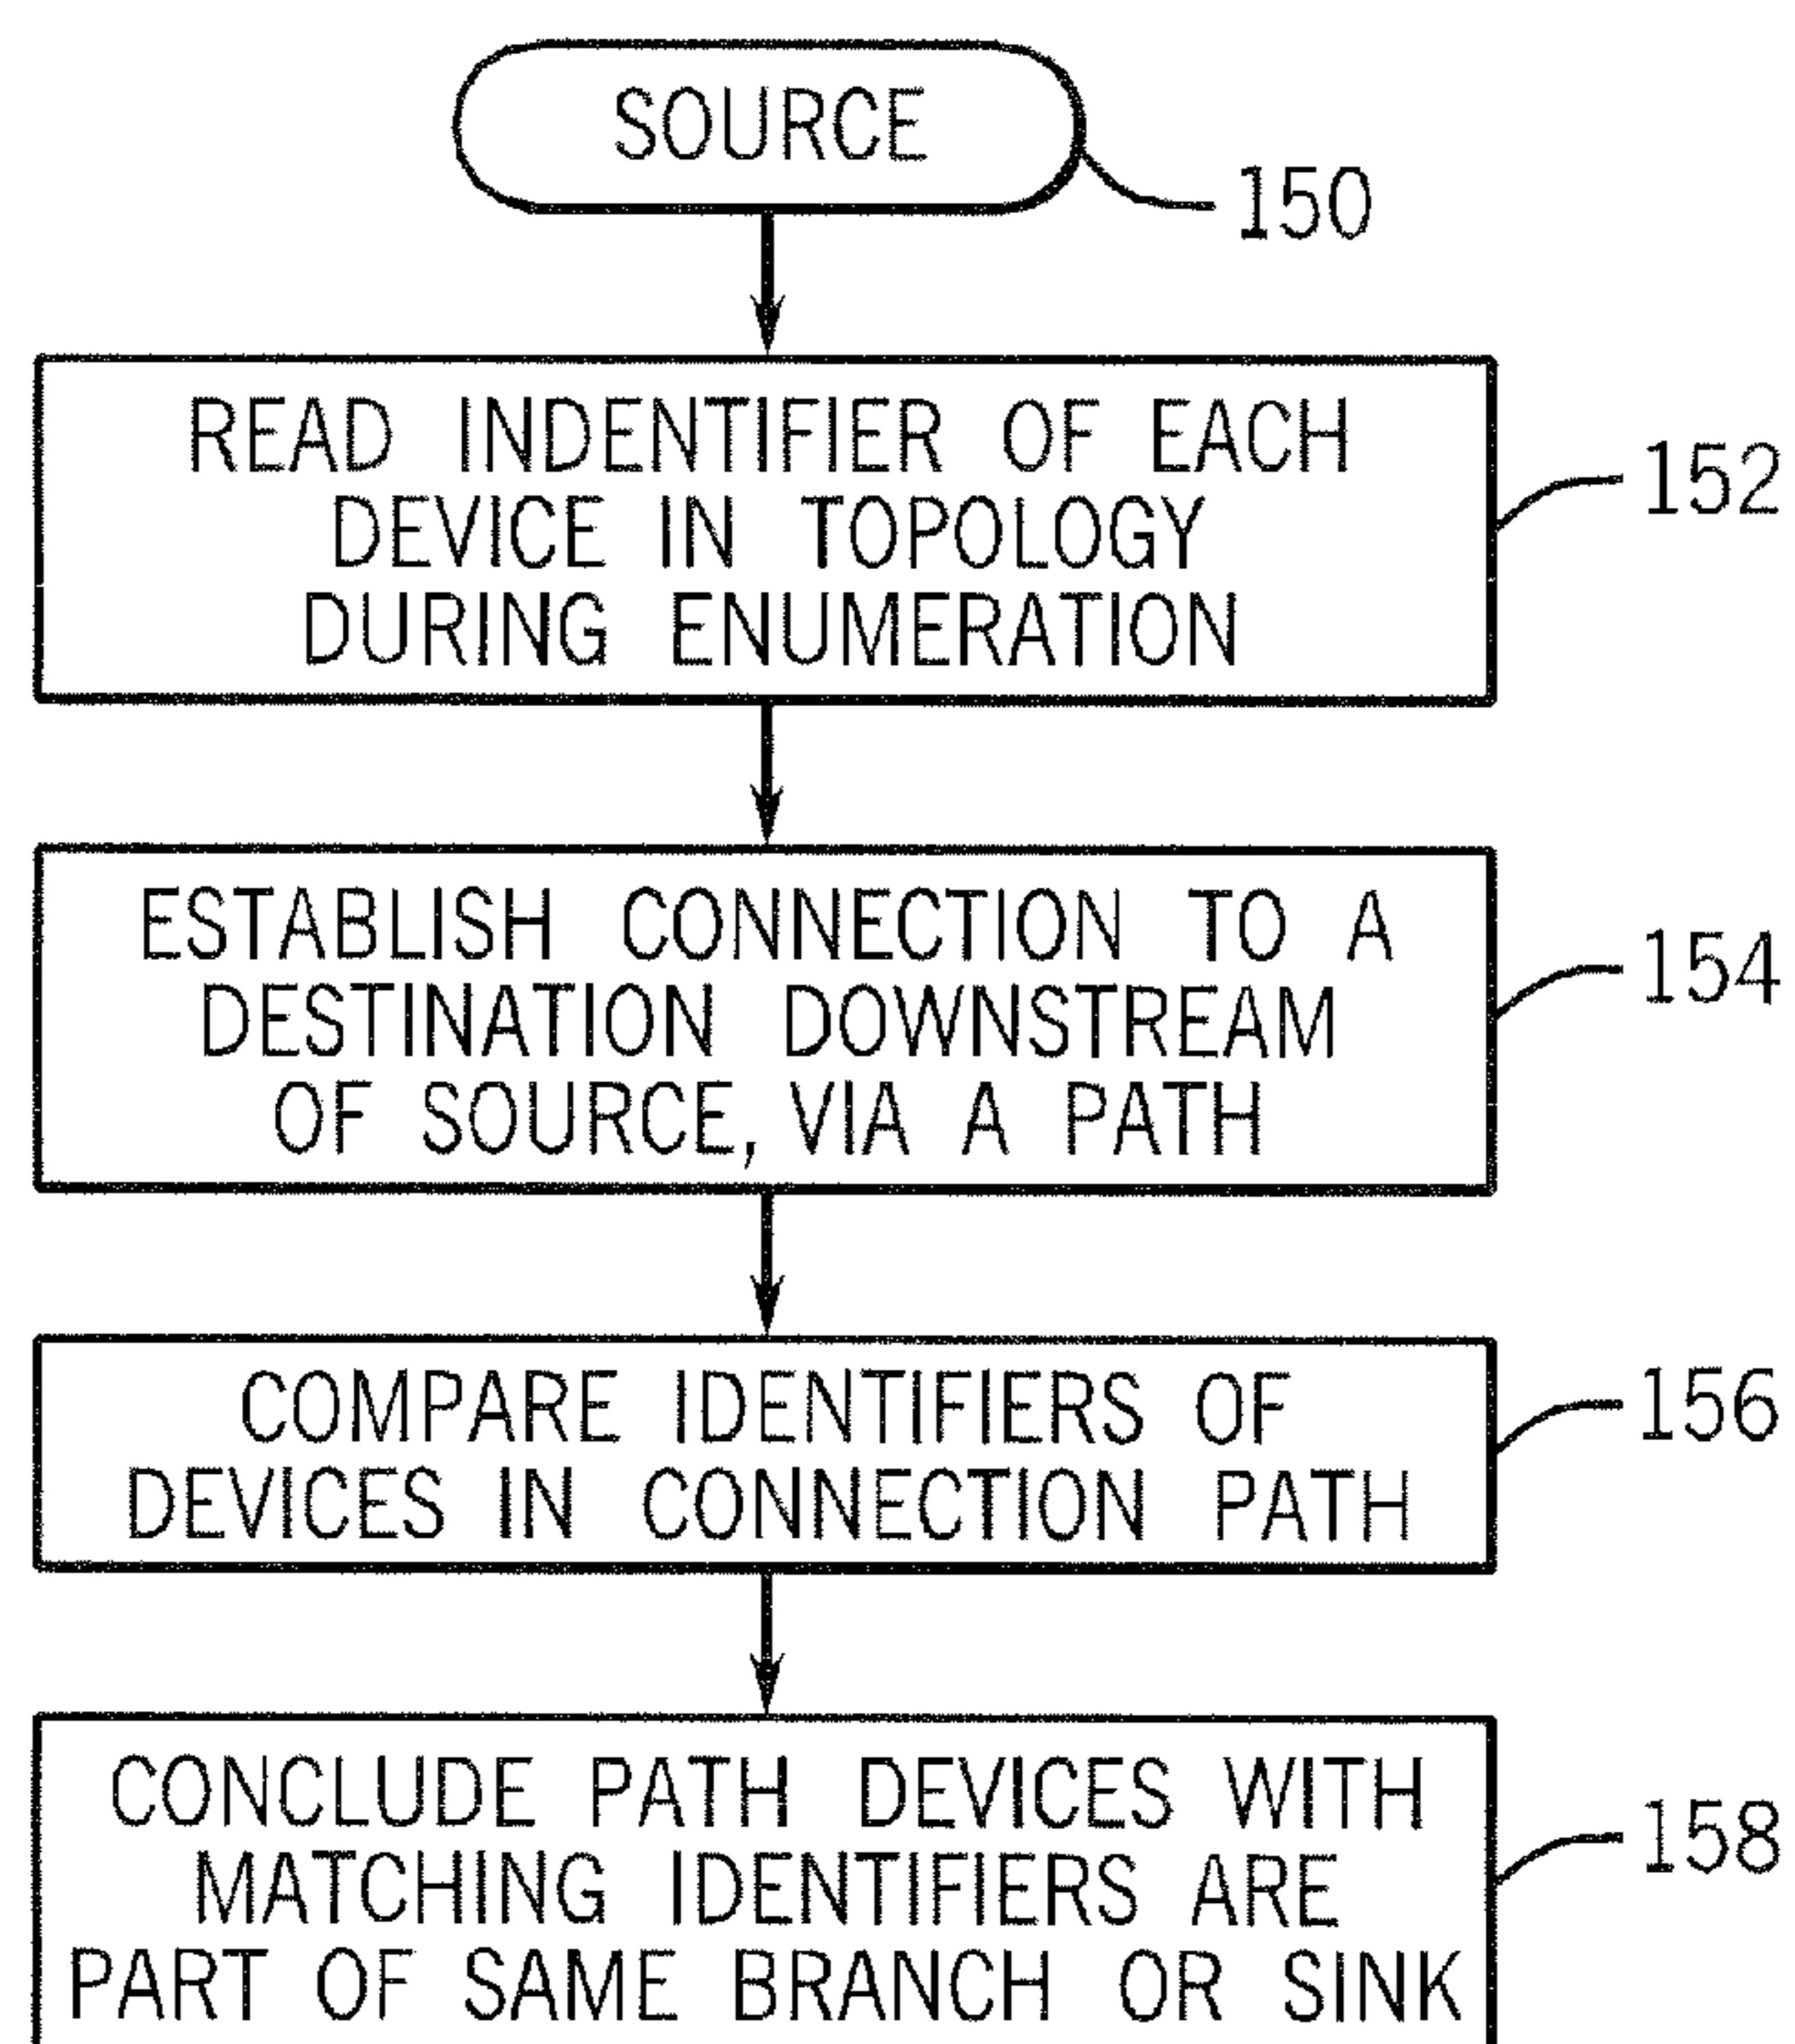 SOURCE
150
READ INDENTIFIER OF EACH
DEVICE IN TOPOLOGY
DURING ENUMERATION
152
ESTABLISH CONNECTION TO A
DESTINATION DOWNSTREAM
OF SOURCE, VIA A PATH
154
COMPARE IDENTIFIERS OF
DEVICES IN CONNECTION PATH
156
CONCLUDE PATH DEVICES WITH
MATCHING IDENTIFIERS ARE
PART OF SAME BRANCH OR SINK
158